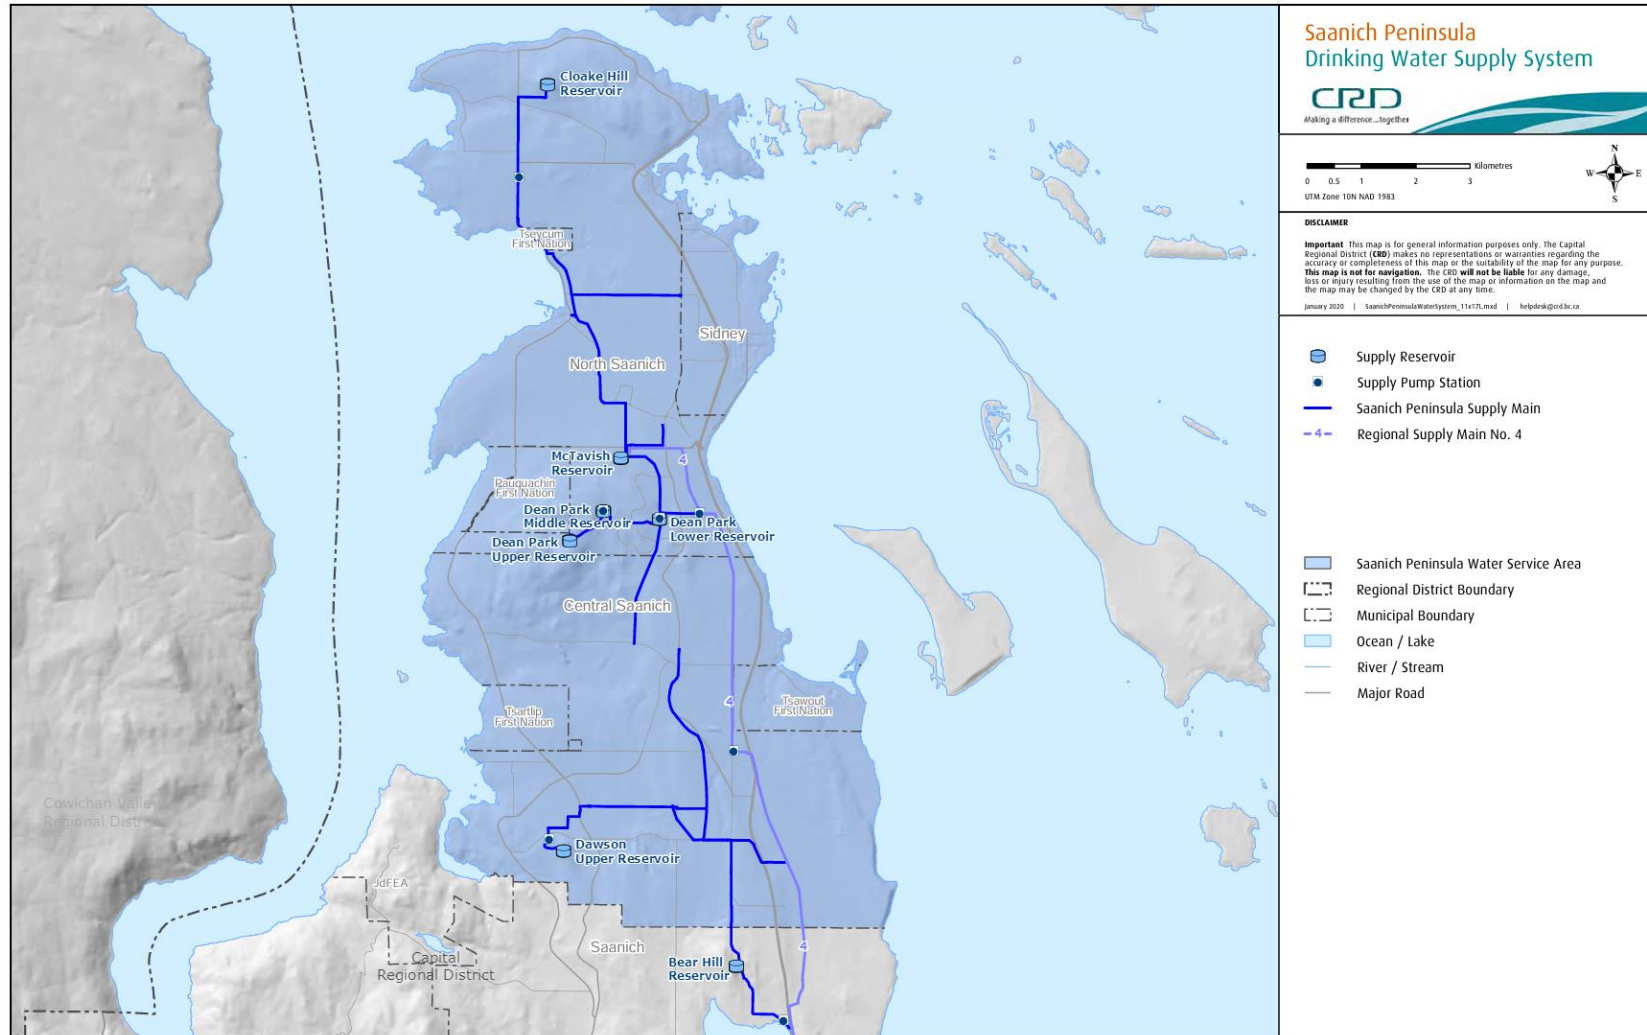 Cloake Hill
Reservoir
Tseycum
First Nation
Sidney
North Saanich
McTavish
Reservoir
4
Pauquachin
First Nation
Dean Park
Middle Reservoir
Dean Park
Lower Reservoir
Dean Park
Upper Reservoir
Central Saanich
4
Tsawout
First Nation
Tsartlip
First Nation
Cowichan Valley
Regional District
Dawson
Upper Reservoir
JdFEA
Saanich
4
Capital
Regional District
Bear Hill
Reservoir
Saanich Peninsula
Drinking Water Supply System
CRD
Making a difference...together
Kilometres
0 0.5 1 2 3
UTM Zone 10N NAD 1983
N
W E
S
DISCLAIMER
Important This map is for general information purposes only. The Capital
Regional District (CRD) makes no representations or warranties regarding the
accuracy or completeness of this map or the suitability of the map for any purpose.
This map is not for navigation. The CRD will not be liable for any damage,
loss or injury resulting from the use of the map or information on the map and
the map may be changed by the CRD at any time.
January 2020 | SaanichPeninsulaWaterSystem_11x17L.mxd | helpdesk@crd.bc.ca
Supply Reservoir
Supply Pump Station
Saanich Peninsula Supply Main
4 Regional Supply Main No. 4
Saanich Peninsula Water Service Area
Regional District Boundary
Municipal Boundary
Ocean / Lake
River / Stream
Major Road